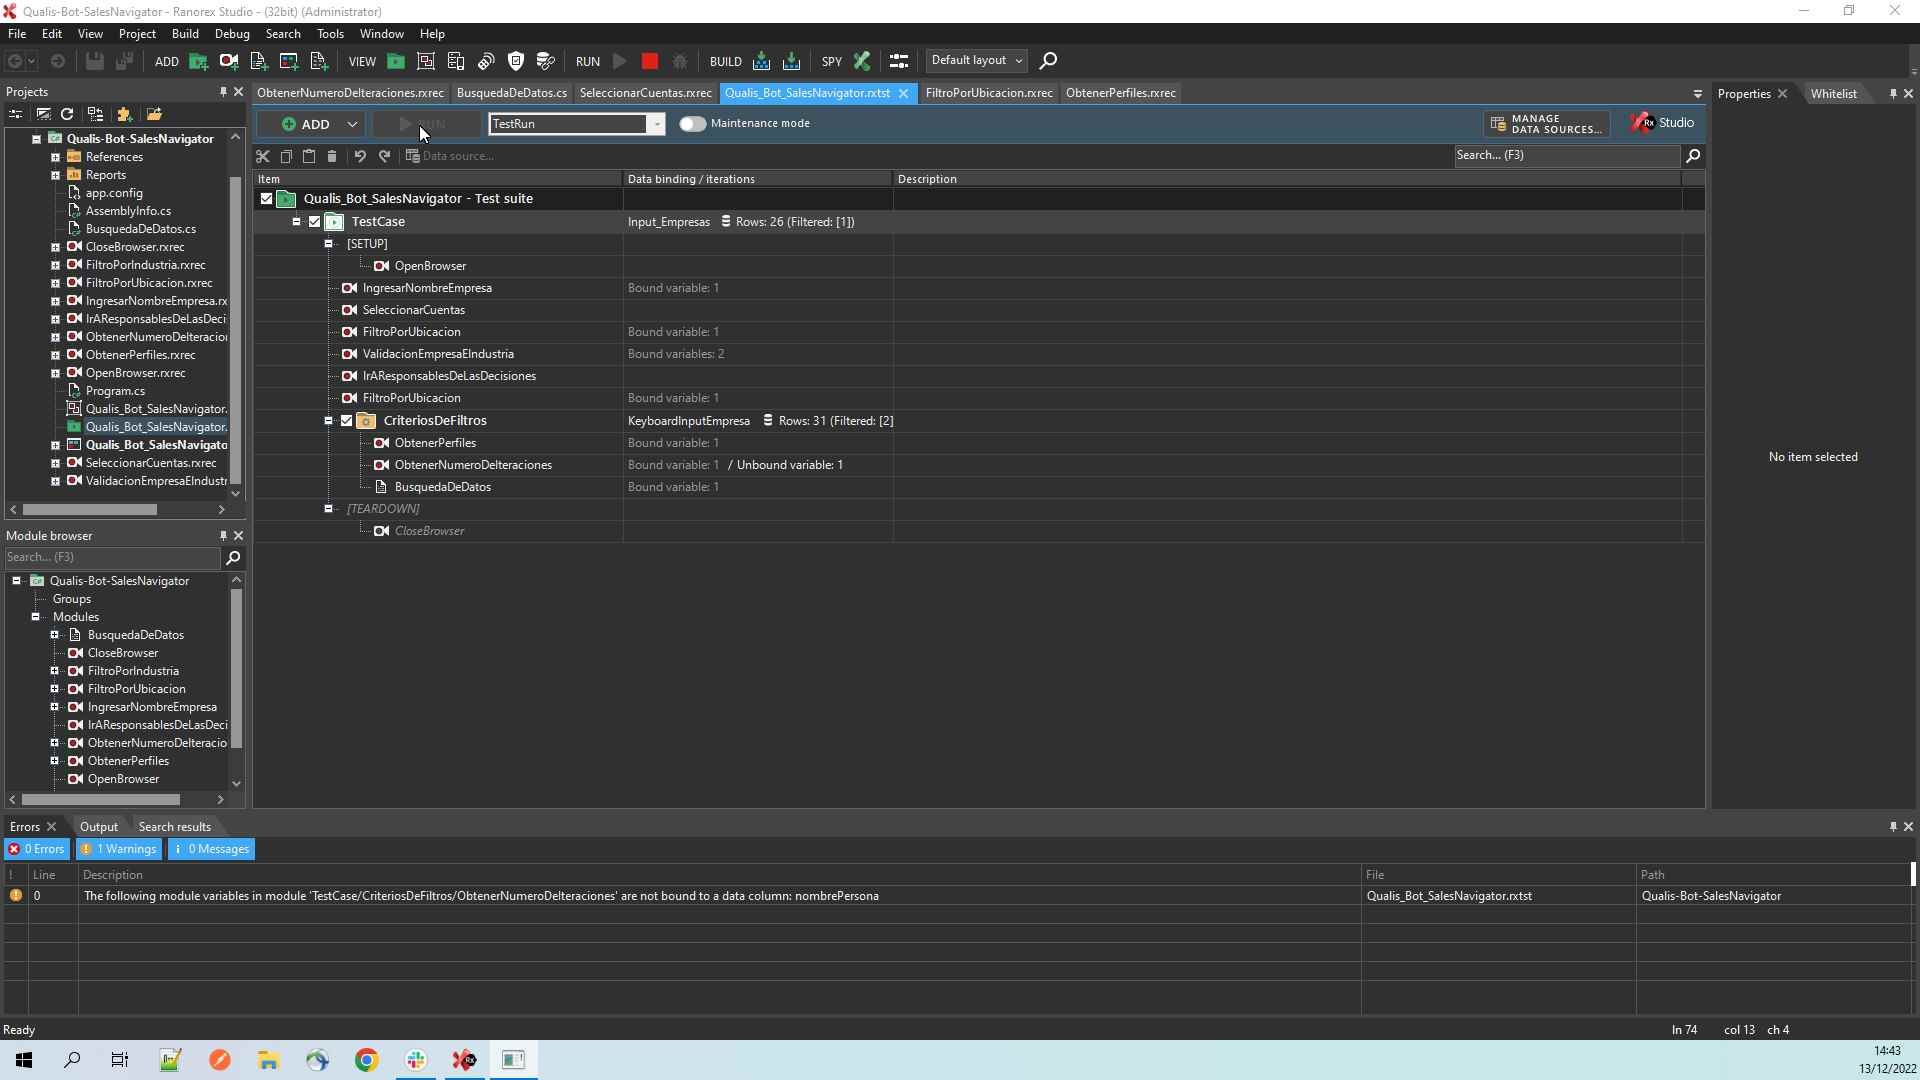 Qualis-Bot-SalesNavigator - Ranorex Studio - (32bit) (Administrator)
File Edit View Project Build Debug Search Tools Window Help
ADD VIEW RUN BUILD SPY Default layout
Projects
ObtenerNumeroDeIteraciones.rxrec BusquedaDeDatos.cs SeleccionarCuentas.rxrec Qualis_Bot_SalesNavigator.rxtst FiltroPorUbicacion.rxrec ObtenerPerfiles.rxrec
Properties Whitelist
ADD RUN TestRun Maintenance mode MANAGE DATA SOURCES... Rx Studio
Data source... Search... (F3)
Item Data binding / iterations Description
Qualis-Bot-SalesNavigator
References
Reports
app.config
AssemblyInfo.cs
BusquedaDeDatos.cs
CloseBrowser.rxrec
FiltroPorIndustria.rxrec
FiltroPorUbicacion.rxrec
IngresarNombreEmpresa.rx
IrAResponsablesDeLasDeci
ObtenerNumeroDeIteracion
ObtenerPerfiles.rxrec
OpenBrowser.rxrec
Program.cs
Qualis_Bot_SalesNavigator.
Qualis_Bot_SalesNavigator.
Qualis_Bot_SalesNavigato
SeleccionarCuentas.rxrec
ValidacionEmpresaEIndustr
Qualis_Bot_SalesNavigator - Test suite
TestCase Input_Empresas Rows: 26 (Filtered: [1])
[SETUP]
OpenBrowser
IngresarNombreEmpresa Bound variable: 1
SeleccionarCuentas
FiltroPorUbicacion Bound variable: 1
ValidacionEmpresaEIndustria Bound variables: 2
IrAResponsablesDeLasDecisiones
FiltroPorUbicacion Bound variable: 1
CriteriosDeFiltros KeyboardInputEmpresa Rows: 31 (Filtered: [2]
ObtenerPerfiles Bound variable: 1
ObtenerNumeroDeIteraciones Bound variable: 1 / Unbound variable: 1
BusquedaDeDatos Bound variable: 1
[TEARDOWN]
CloseBrowser
No item selected
Module browser
Search... (F3)
Qualis-Bot-SalesNavigator
Groups
Modules
BusquedaDeDatos
CloseBrowser
FiltroPorIndustria
FiltroPorUbicacion
IngresarNombreEmpresa
IrAResponsablesDeLasDeci
ObtenerNumeroDeIteracio
ObtenerPerfiles
OpenBrowser
Errors Output Search results
0 Errors 1 Warnings 0 Messages
! Line Description File Path
0 The following module variables in module 'TestCase/CriteriosDeFiltros/ObtenerNumeroDeIteraciones' are not bound to a data column: nombrePersona Qualis_Bot_SalesNavigator.rxtst Qualis-Bot-SalesNavigator
Ready ln 74 col 13 ch 4
14:43
13/12/2022